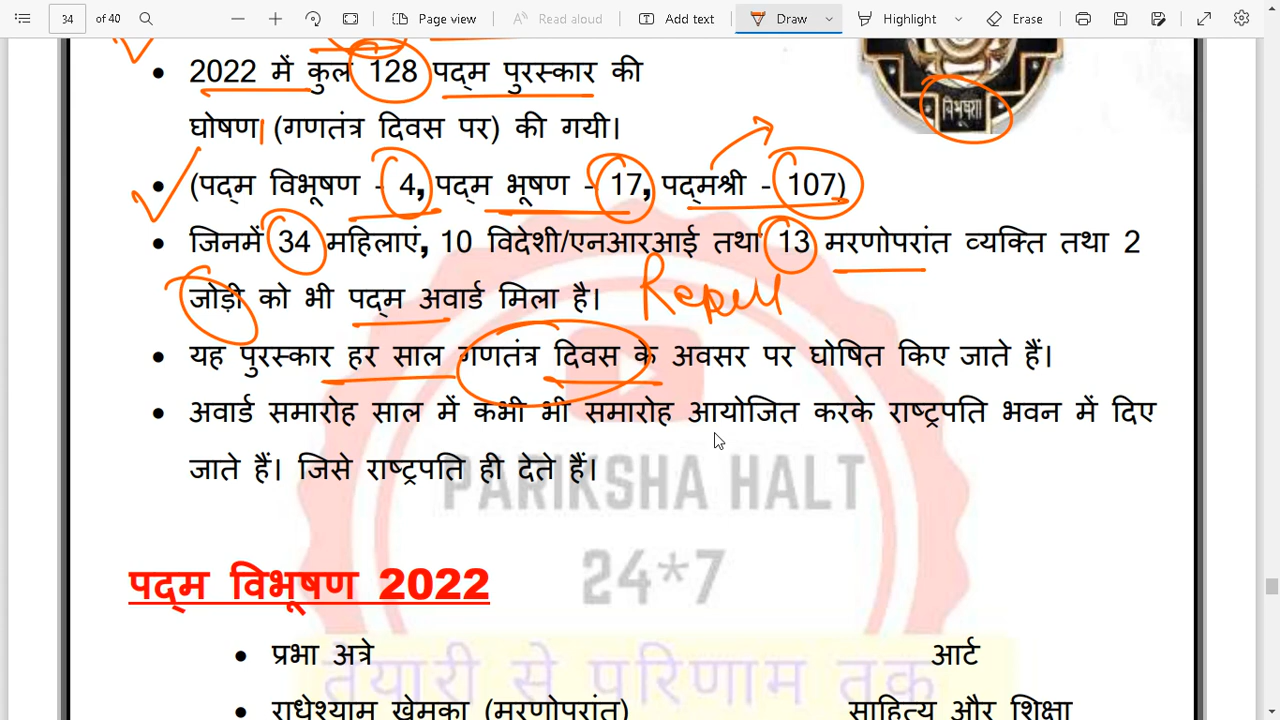 34 of 40 Page view Read aloud Add text Draw Highlight Erase
• 2022 में कुल 128 पद्म पुरस्कार की
घोषणा (गणतंत्र दिवस पर) की गयी।
विभूषण
• (पद्म विभूषण - 4, पद्म भूषण - 17, पद्मश्री - 107)
• जिनमें 34 महिलाएं, 10 विदेशी/एनआरआई तथा 13 मरणोपरांत व्यक्ति तथा 2
जोड़ी को भी पद्म अवार्ड मिला है।
• यह पुरस्कार हर साल गणतंत्र दिवस के अवसर पर घोषित किए जाते हैं।
• अवार्ड समारोह साल में कभी भी समारोह आयोजित करके राष्ट्रपति भवन में दिए
जाते हैं। जिसे राष्ट्रपति ही देते हैं।
PARIKSHA HALT
24*7
पद्म विभूषण 2022
• प्रभा अत्रे आर्ट
तैयारी से परिणाम तक
• राधेश्याम खेमका (मरणोपरांत) साहित्य और शिक्षा